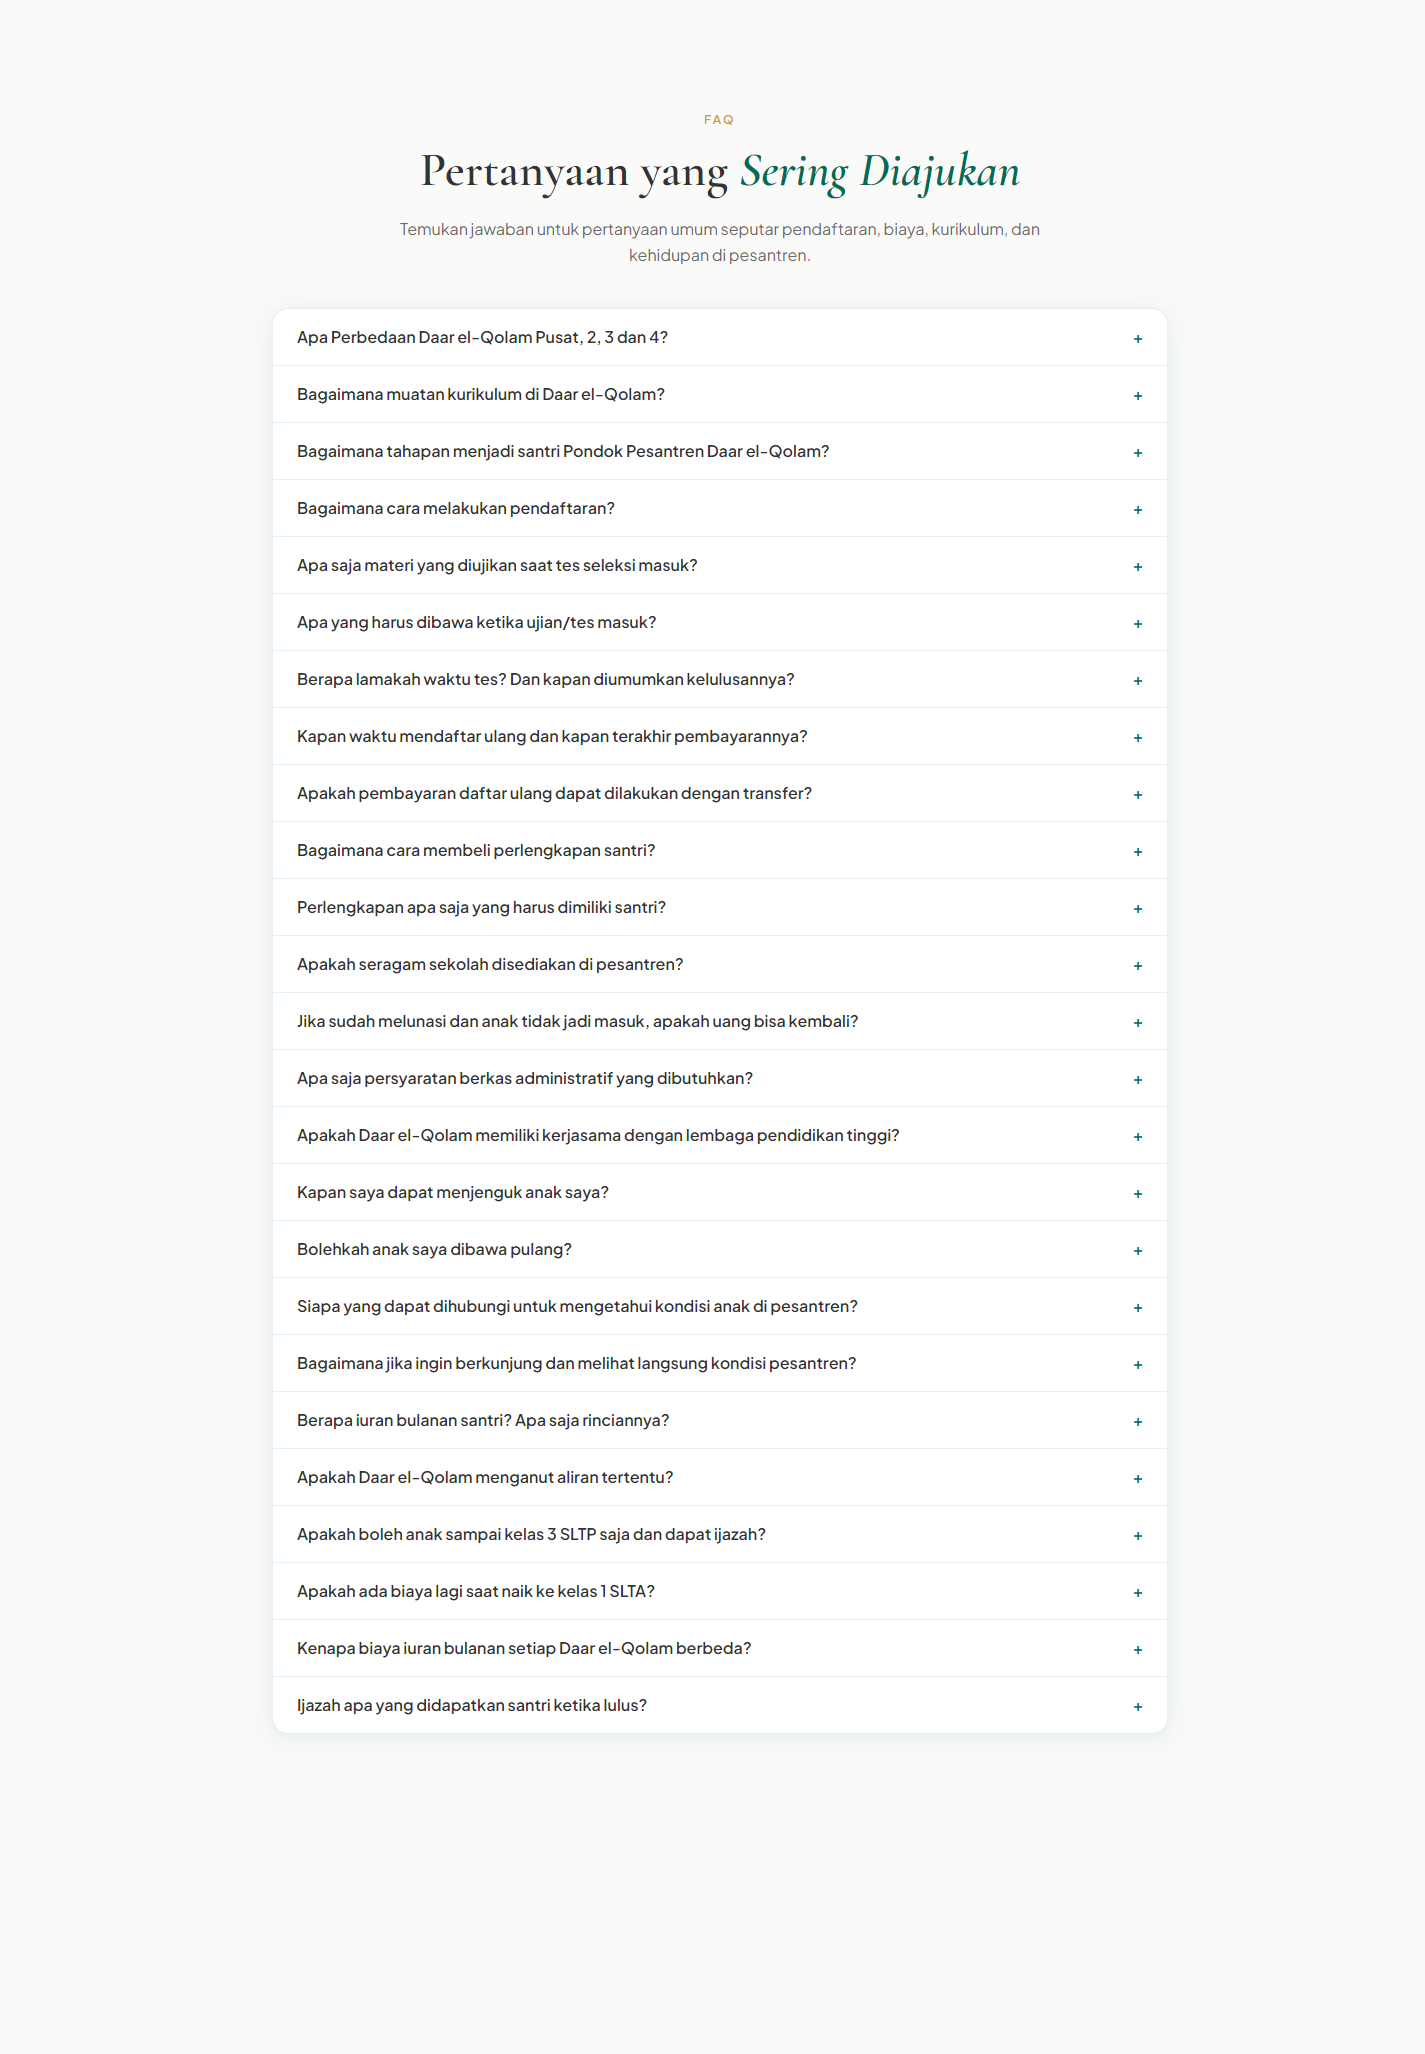 FAQ
Pertanyaan yang Sering Diajukan
Temukan jawaban untuk pertanyaan umum seputar pendaftaran, biaya, kurikulum, dan
kehidupan di pesantren.
Apa Perbedaan Daar el-Qolam Pusat, 2, 3 dan 4? +
Bagaimana muatan kurikulum di Daar el-Qolam? +
Bagaimana tahapan menjadi santri Pondok Pesantren Daar el-Qolam? +
Bagaimana cara melakukan pendaftaran? +
Apa saja materi yang diujikan saat tes seleksi masuk? +
Apa yang harus dibawa ketika ujian/tes masuk? +
Berapa lamakah waktu tes? Dan kapan diumumkan kelulusannya? +
Kapan waktu mendaftar ulang dan kapan terakhir pembayarannya? +
Apakah pembayaran daftar ulang dapat dilakukan dengan transfer? +
Bagaimana cara membeli perlengkapan santri? +
Perlengkapan apa saja yang harus dimiliki santri? +
Apakah seragam sekolah disediakan di pesantren? +
Jika sudah melunasi dan anak tidak jadi masuk, apakah uang bisa kembali? +
Apa saja persyaratan berkas administratif yang dibutuhkan? +
Apakah Daar el-Qolam memiliki kerjasama dengan lembaga pendidikan tinggi? +
Kapan saya dapat menjenguk anak saya? +
Bolehkah anak saya dibawa pulang? +
Siapa yang dapat dihubungi untuk mengetahui kondisi anak di pesantren? +
Bagaimana jika ingin berkunjung dan melihat langsung kondisi pesantren? +
Berapa iuran bulanan santri? Apa saja rinciannya? +
Apakah Daar el-Qolam menganut aliran tertentu? +
Apakah boleh anak sampai kelas 3 SLTP saja dan dapat ijazah? +
Apakah ada biaya lagi saat naik ke kelas 1 SLTA? +
Kenapa biaya iuran bulanan setiap Daar el-Qolam berbeda? +
Ijazah apa yang didapatkan santri ketika lulus? +